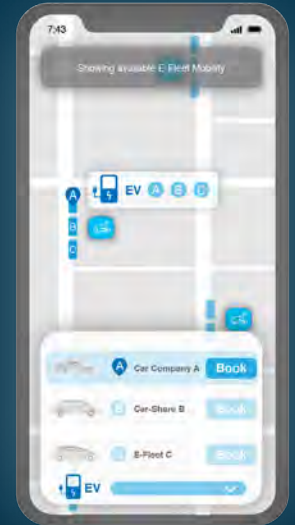 7:43
Showing available E-Fleet Mobility
A
EV A B C
B
C
A Car Company A Book
B Car-Share B Book
C E-Fleet C Book
EV